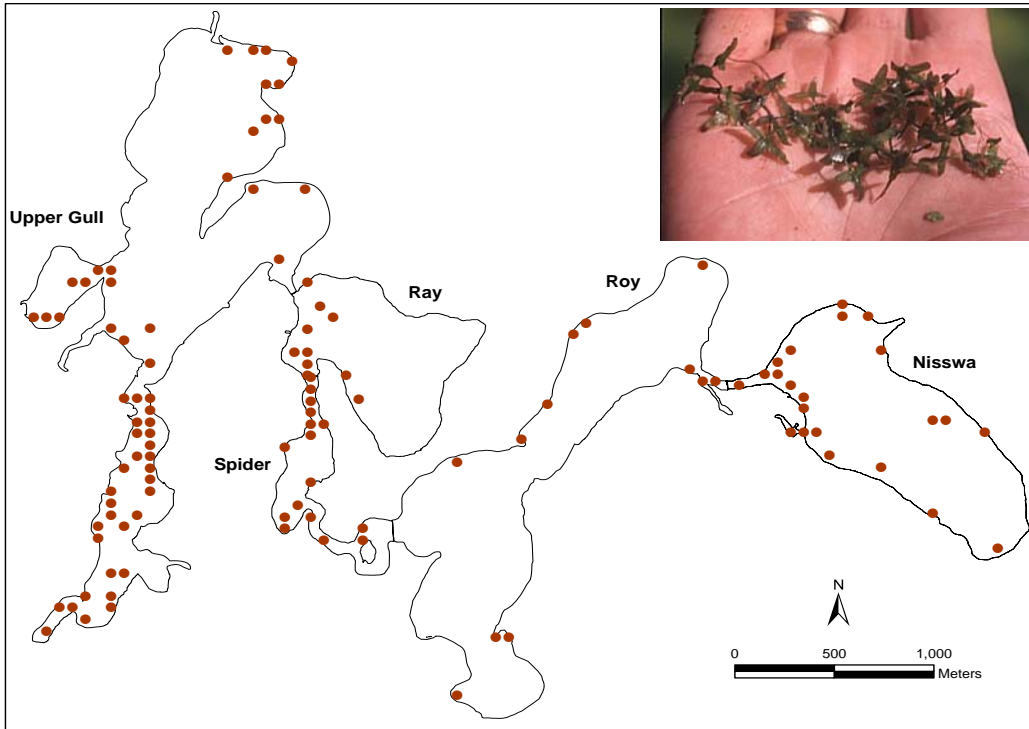 Upper Gull
Ray
Roy
Nisswa
Spider
N
0 500 1,000
Meters